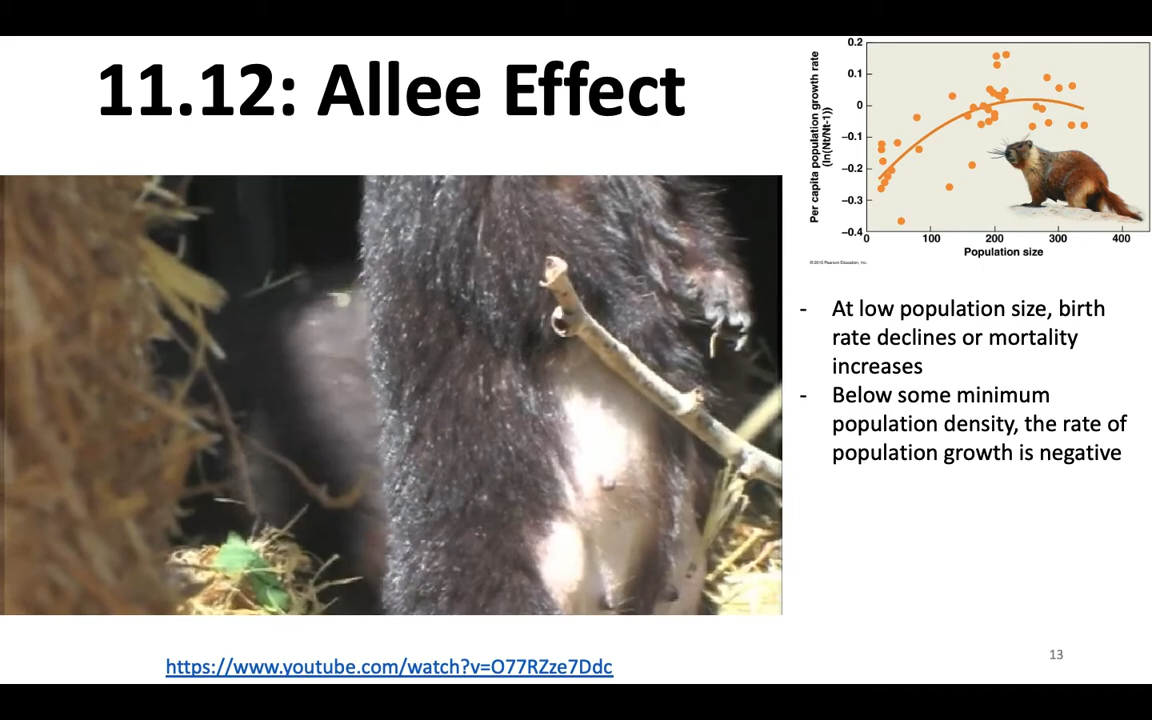 11.12: Allee Effect
Per capita population growth rate
(ln(Nt/Nt-1))
0.2
0.1
0
–0.1
–0.2
–0.3
–0.4
0 100 200 300 400
Population size
- At low population size, birth
rate declines or mortality
increases
- Below some minimum
population density, the rate of
population growth is negative
https://www.youtube.com/watch?v=O77RZze7Ddc
13